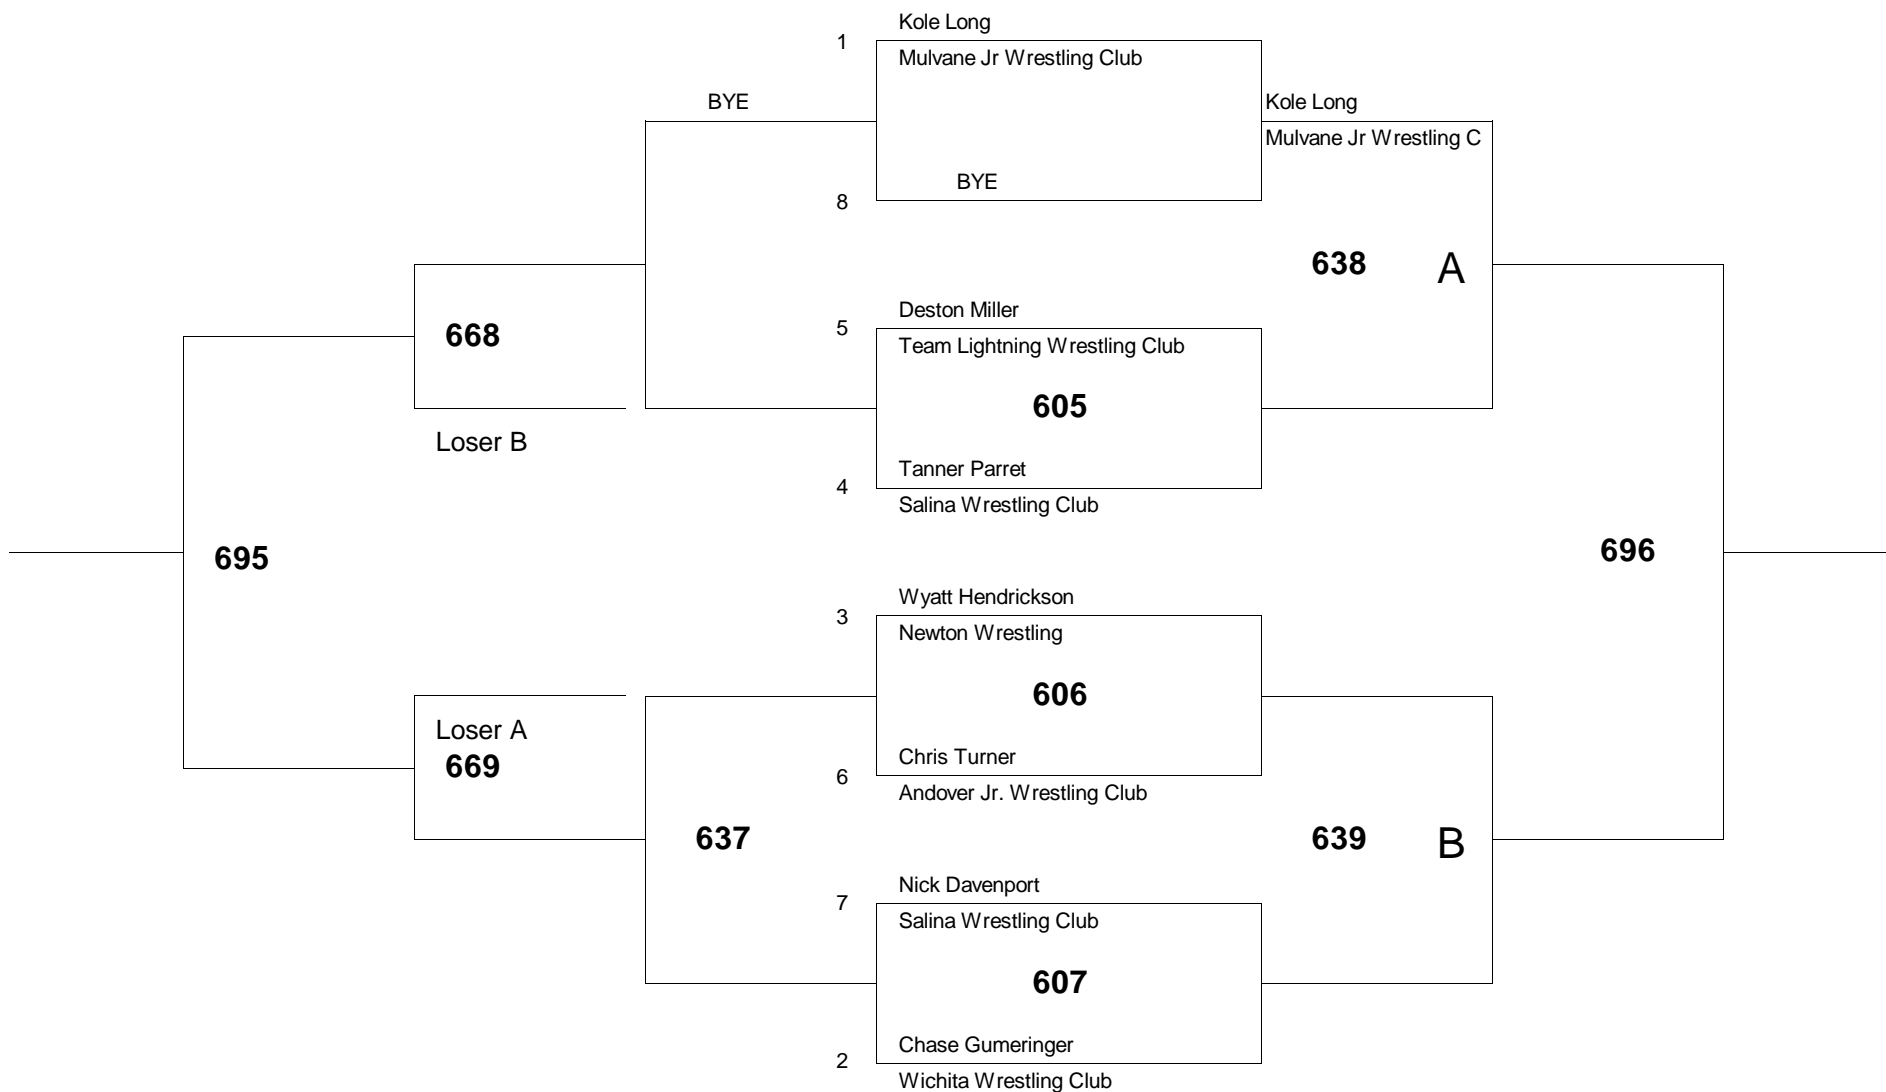 Kole Long
1
Mulvane Jr Wrestling Club
BYE
Kole Long
Mulvane Jr Wrestling C
BYE
8
638
A
Deston Miller
5
Team Lightning Wrestling Club
668
605
Loser B
Tanner Parret
4
Salina Wrestling Club
695
696
Wyatt Hendrickson
3
Newton Wrestling
606
Loser A
669
Chris Turner
6
Andover Jr. Wrestling Club
637
639
B
Nick Davenport
7
Salina Wrestling Club
607
Chase Gumeringer
2
Wichita Wrestling Club